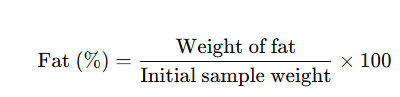 Fat (%) = Weight of fat / Initial sample weight × 100